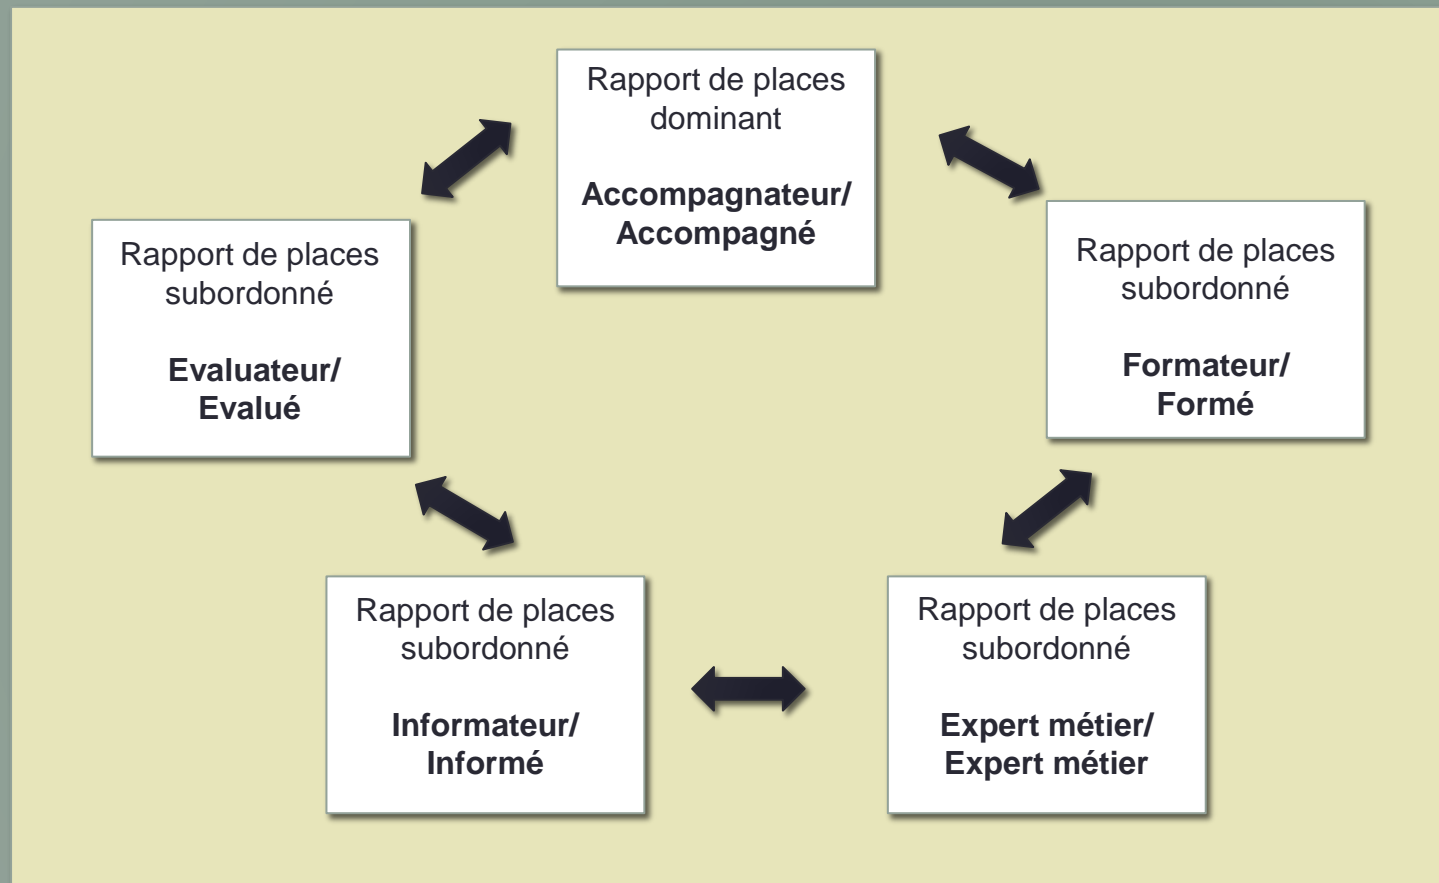 Rapport de places
dominant
Accompagnateur/
Accompagné
Rapport de places
subordonné
Evaluateur/
Evalué
Rapport de places
subordonné
Formateur/
Formé
Rapport de places
subordonné
Informateur/
Informé
Rapport de places
subordonné
Expert métier/
Expert métier